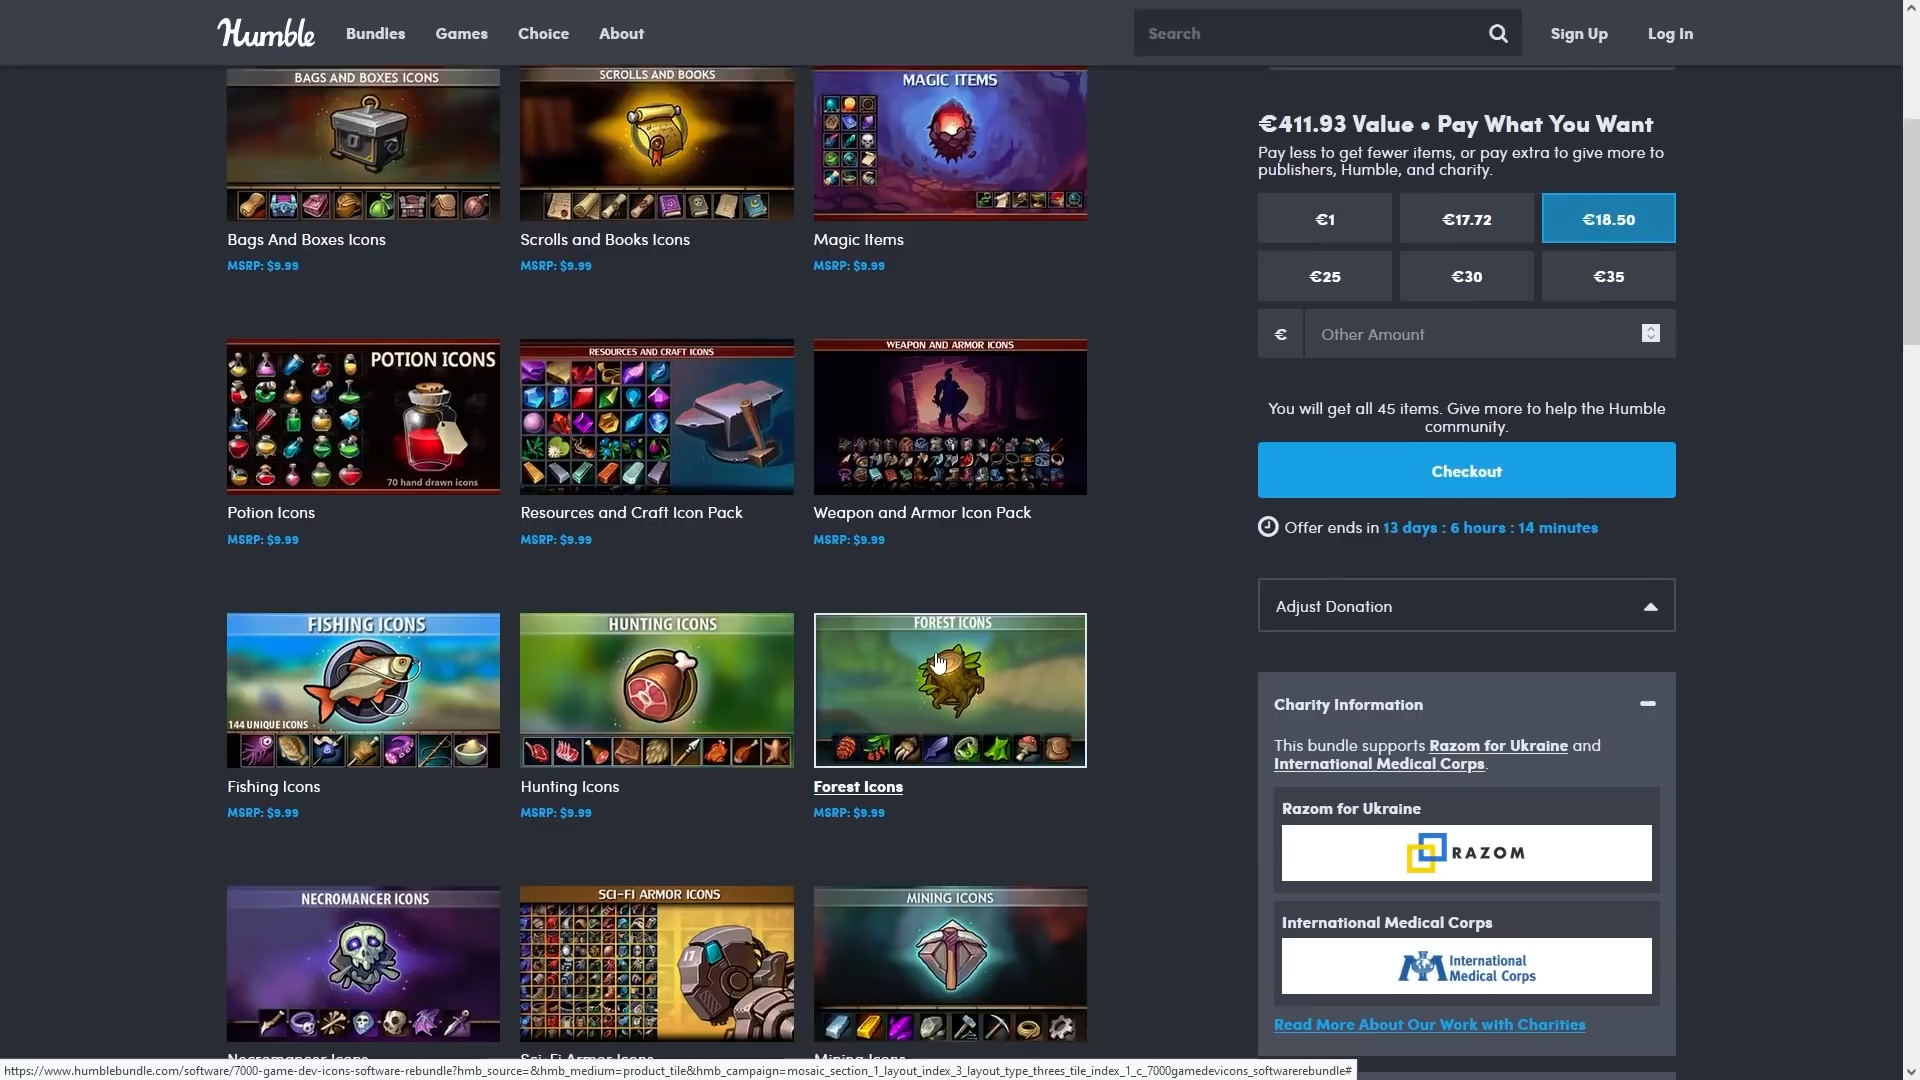 Humble
Bundles
Games
Choice
About
Search
Sign Up
Log In
BAGS AND BOXES ICONS
Bags And Boxes Icons
MSRP: $9.99
SCROLLS AND BOOKS
Scrolls and Books Icons
MSRP: $9.99
MAGIC ITEMS
Magic Items
MSRP: $9.99
POTION ICONS
70 hand drawn icons
Potion Icons
MSRP: $9.99
RESOURCES AND CRAFT ICONS
Resources and Craft Icon Pack
MSRP: $9.99
WEAPON AND ARMOR ICONS
Weapon and Armor Icon Pack
MSRP: $9.99
FISHING ICONS
144 UNIQUE ICONS
Fishing Icons
MSRP: $9.99
HUNTING ICONS
Hunting Icons
MSRP: $9.99
FOREST ICONS
Forest Icons
MSRP: $9.99
NECROMANCER ICONS
Necromancer Icons
SCI-FI ARMOR ICONS
17
Sci-Fi Armor Icons
MINING ICONS
Mining Icons
€411.93 Value • Pay What You Want
Pay less to get fewer items, or pay extra to give more to
publishers, Humble, and charity.
€1
€17.72
€18.50
€25
€30
€35
€
Other Amount
You will get all 45 items. Give more to help the Humble
community.
Checkout
Offer ends in 13 days : 6 hours : 14 minutes
Adjust Donation
Charity Information
This bundle supports Razom for Ukraine and
International Medical Corps.
Razom for Ukraine
RAZOM
International Medical Corps
International
Medical Corps
Read More About Our Work with Charities
https://www.humblebundle.com/software/7000-game-dev-icons-software-rebundle?hmb_source=&hmb_medium=product_tile&hmb_campaign=mosaic_section_1_layout_index_3_layout_type_threes_tile_index_1_c_7000gamedevicons_softwarerebundle#